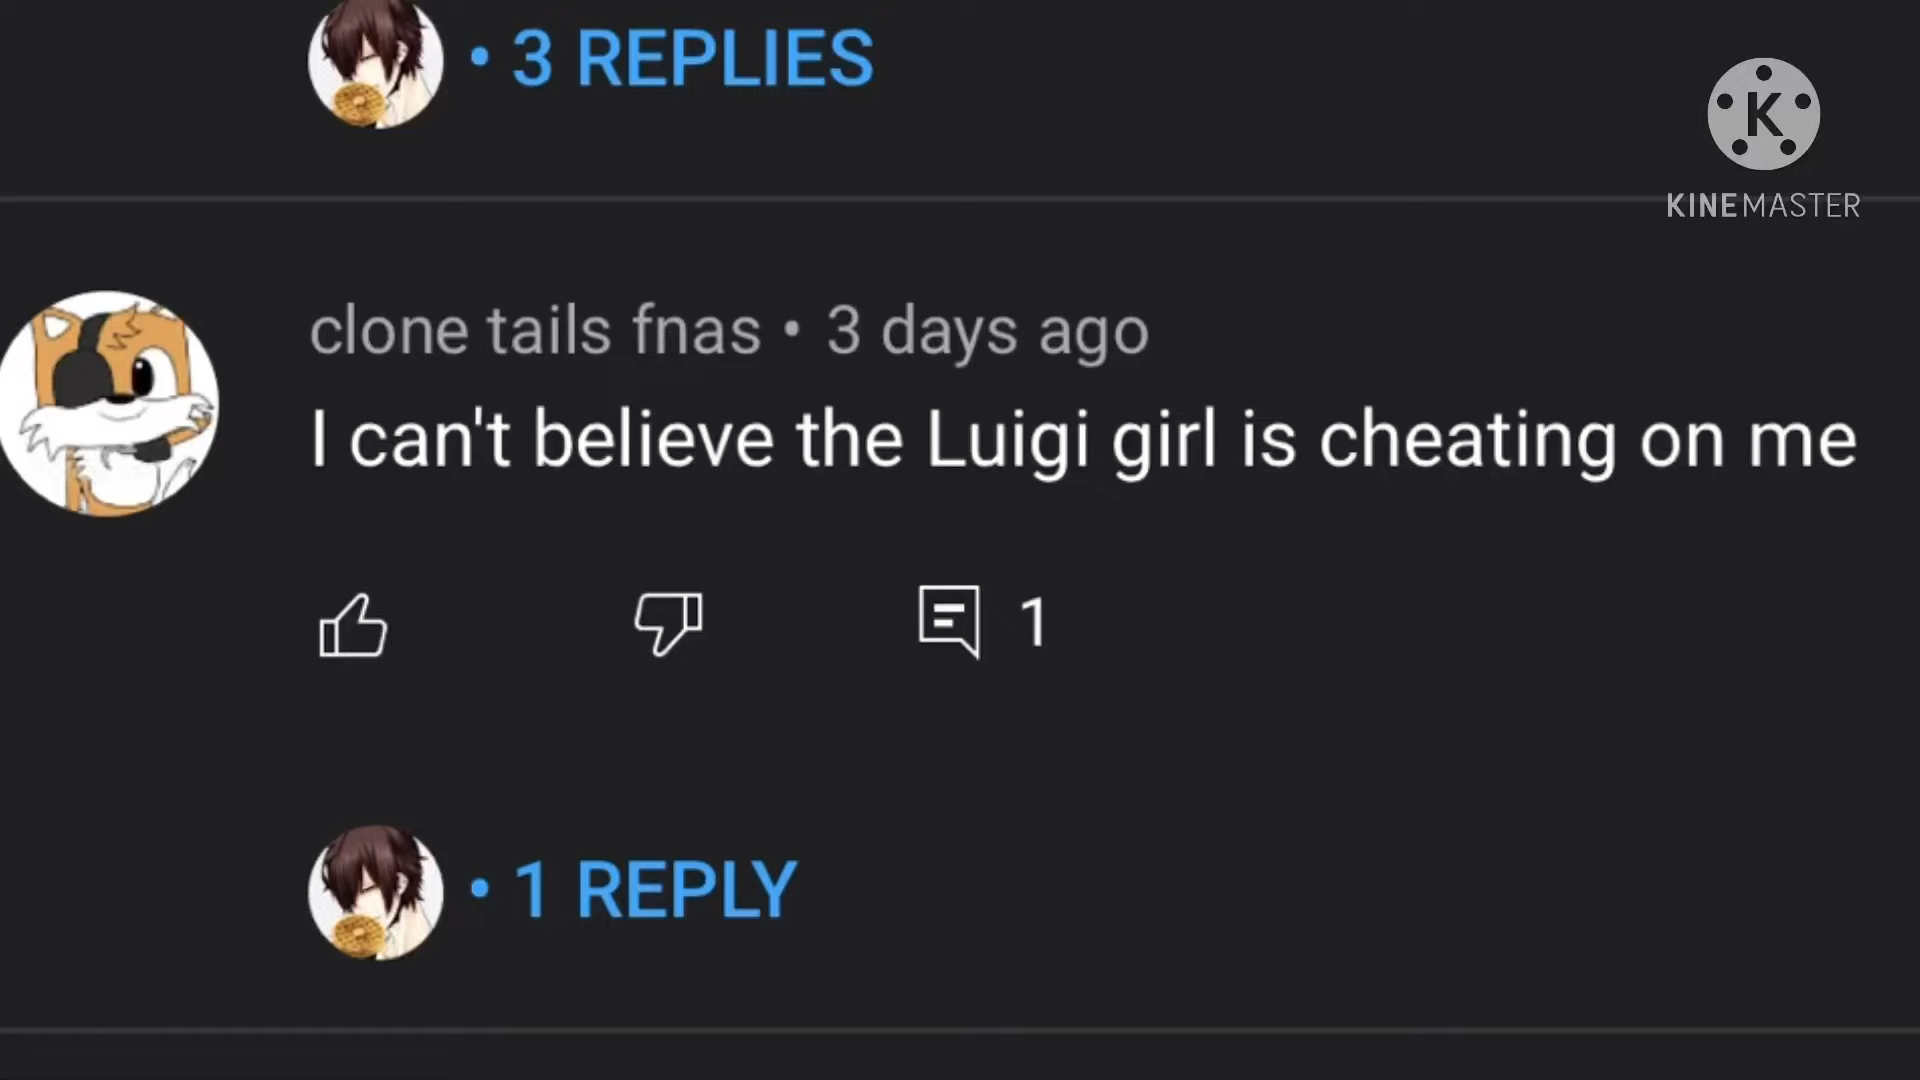 • 3 REPLIES
K
KINEMASTER
clone tails fnas • 3 days ago
I can't believe the Luigi girl is cheating on me
1
• 1 REPLY